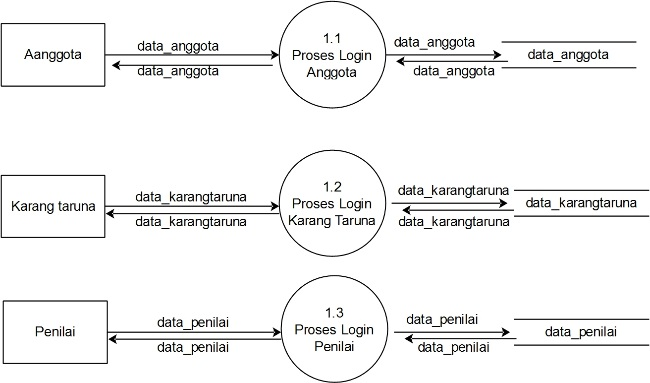 Aanggota
data_anggota
data_anggota
1.1
Proses Login
Anggota
data_anggota
data_anggota
data_anggota
Karang taruna
data_karangtaruna
data_karangtaruna
1.2
Proses Login
Karang Taruna
data_karangtaruna
data_karangtaruna
data_karangtaruna
Penilai
data_penilai
data_penilai
1.3
Proses Login
Penilai
data_penilai
data_penilai
data_penilai